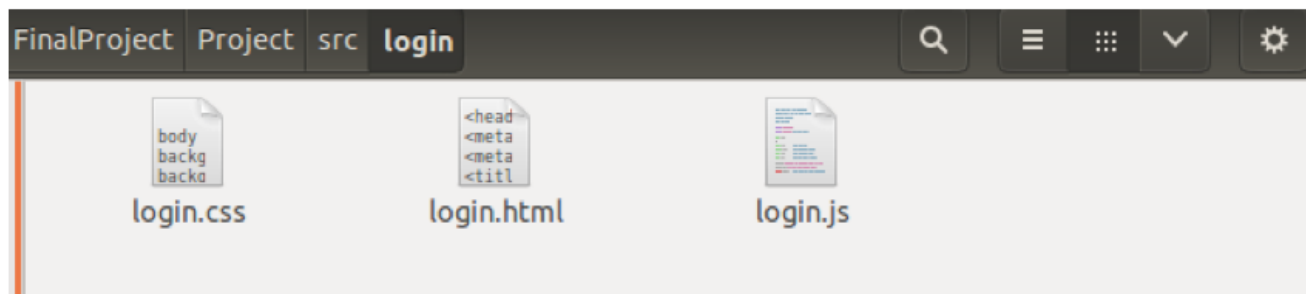 FinalProject Project src login
body
backg
backg
<head
<meta
<meta
<titl
login.css login.html login.js